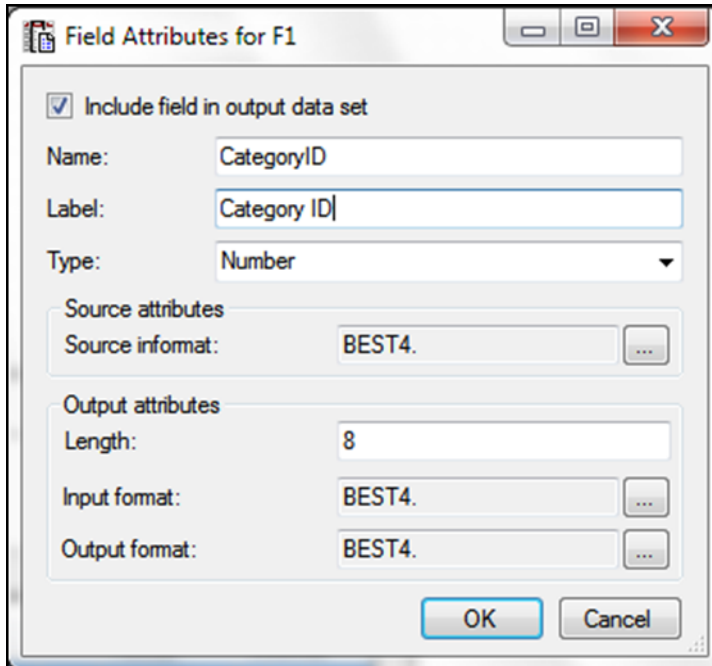 Field Attributes for F1
Include field in output data set
Name: CategoryID
Label: Category ID
Type: Number
Source attributes
Source informat: BEST4. ...
Output attributes
Length: 8
Input format: BEST4. ...
Output format: BEST4. ...
OK Cancel